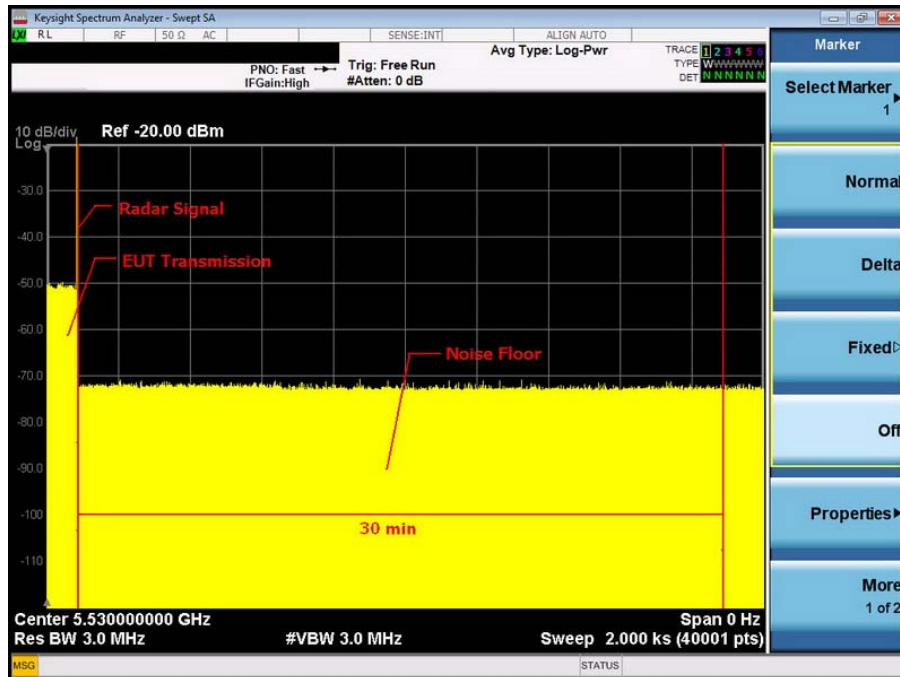 Keysight Spectrum Analyzer - Swept SA
LXI RL RF 50 Ω AC SENSE:INT ALIGN AUTO
Avg Type: Log-Pwr
TRACE 1 2 3 4 5 6
TYPE WWWWWW
DET N N N N N N
PNO: Fast
IFGain:High
Trig: Free Run
#Atten: 0 dB
10 dB/div
Log
Ref -20.00 dBm
-30.0
-40.0
-50.0
-60.0
-70.0
-80.0
-90.0
-100
-110
Radar Signal
EUT Transmission
Noise Floor
30 min
Center 5.530000000 GHz
Span 0 Hz
Res BW 3.0 MHz
#VBW 3.0 MHz
Sweep 2.000 ks (40001 pts)
MSG
STATUS
Marker
Select Marker
1
Normal
Delta
Fixed
Off
Properties
More
1 of 2